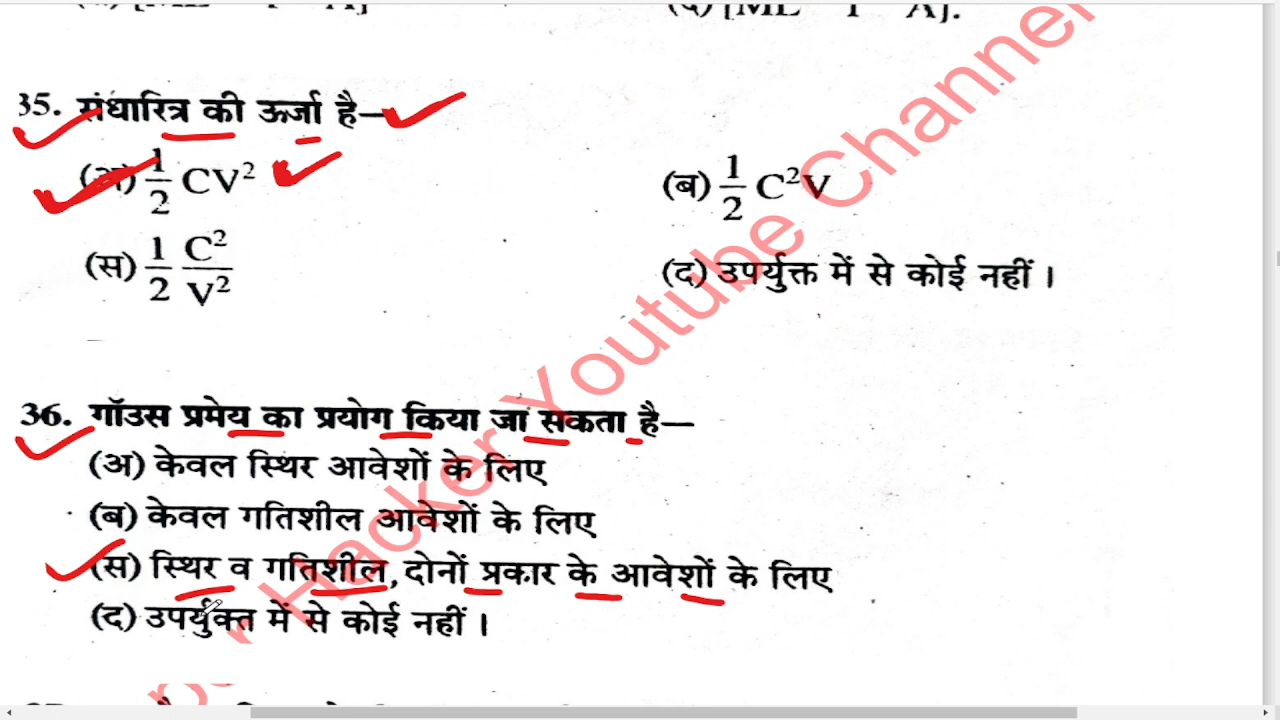 35. संधारित्र की ऊर्जा है—
(अ) 1/2 CV² (ब) 1/2 C²V
(स) 1/2 C²/V² (द) उपर्युक्त में से कोई नहीं।
36. गॉउस प्रमेय का प्रयोग किया जा सकता है—
(अ) केवल स्थिर आवेशों के लिए
(ब) केवल गतिशील आवेशों के लिए
(स) स्थिर व गतिशील, दोनों प्रकार के आवेशों के लिए
(द) उपर्युक्त में से कोई नहीं।
Hacker Youtube Channel